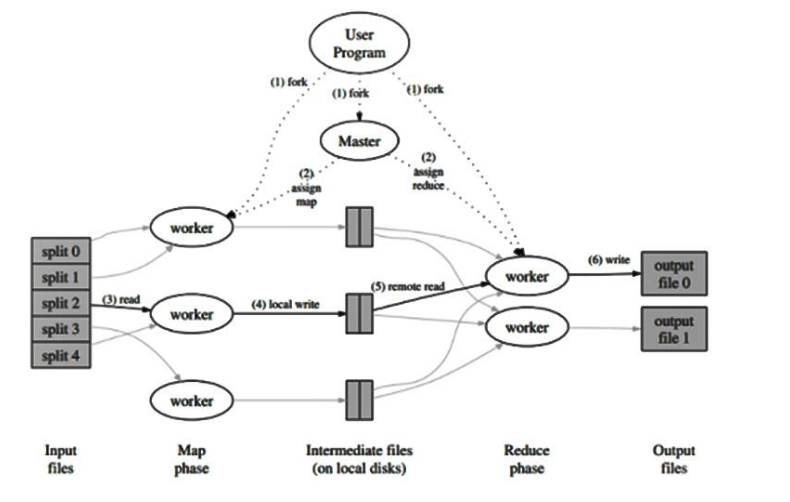 User
Program
(1) fork
(1) fork
(1) fork
Master
(2)
assign
map
(2)
assign
reduce
worker
split 0
split 1
split 2
split 3
split 4
(3) read
worker
(4) local write
(5) remote read
worker
(6) write
output
file 0
worker
output
file 1
worker
Input
files
Map
phase
Intermediate files
(on local disks)
Reduce
phase
Output
files